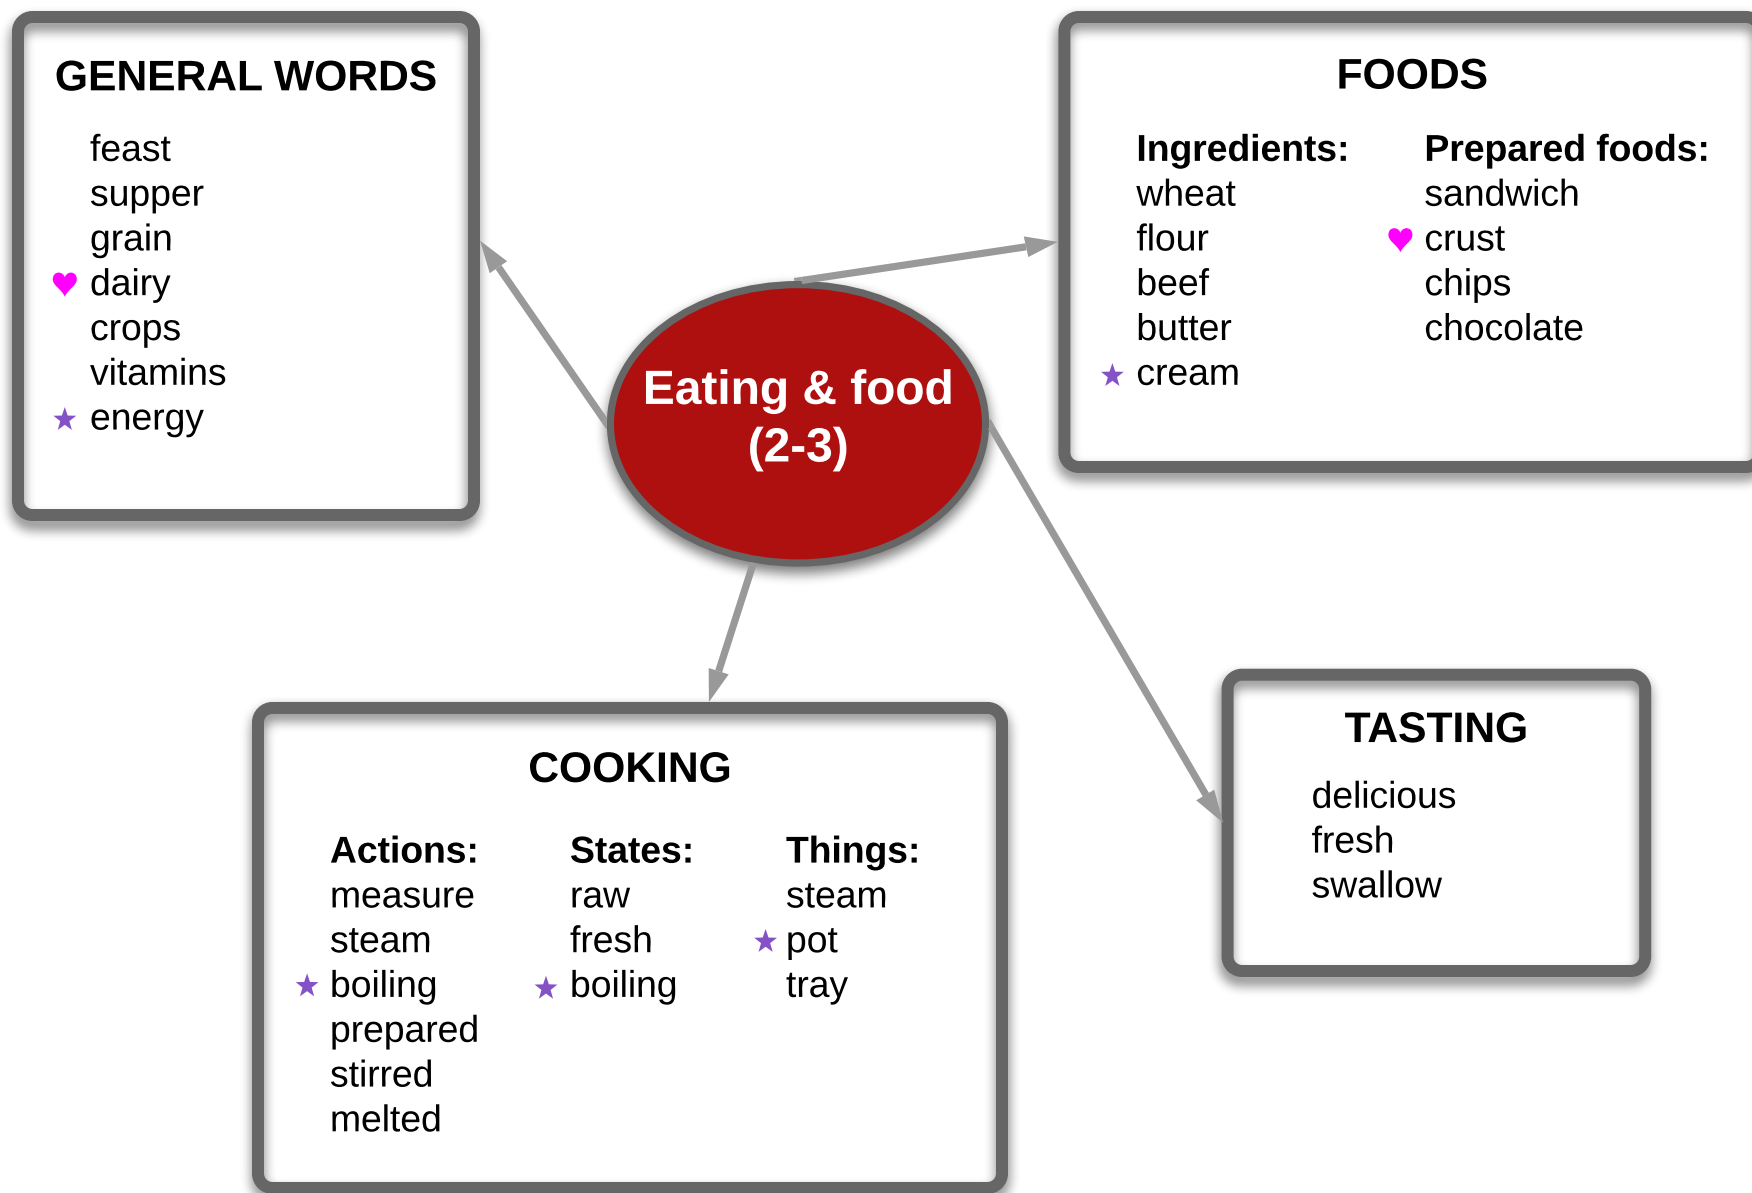 GENERAL WORDS
feast
supper
grain
dairy
crops
vitamins
energy
FOODS
Ingredients:
wheat
flour
beef
butter
cream
Prepared foods:
sandwich
crust
chips
chocolate
Eating & food
(2-3)
COOKING
Actions:
measure
steam
boiling
prepared
stirred
melted
States:
raw
fresh
boiling
Things:
steam
pot
tray
TASTING
delicious
fresh
swallow